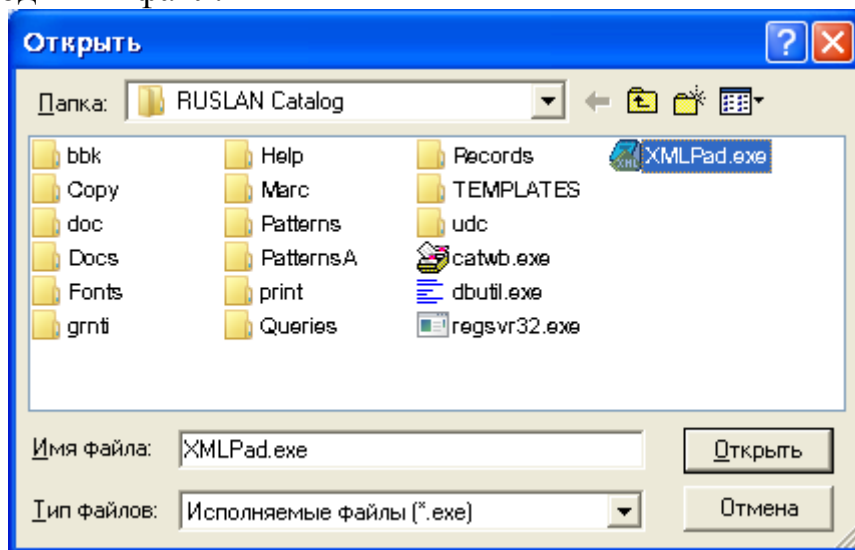 Открыть
Папка: RUSLAN Catalog
bbk Help Records XMLPad.exe
Copy Marc TEMPLATES
doc Patterns udc
Docs PatternsA catwb.exe
Fonts print dbutil.exe
grnti Queries regsvr32.exe
Имя файла: XMLPad.exe Открыть
Тип файлов: Исполняемые файлы (*.exe) Отмена